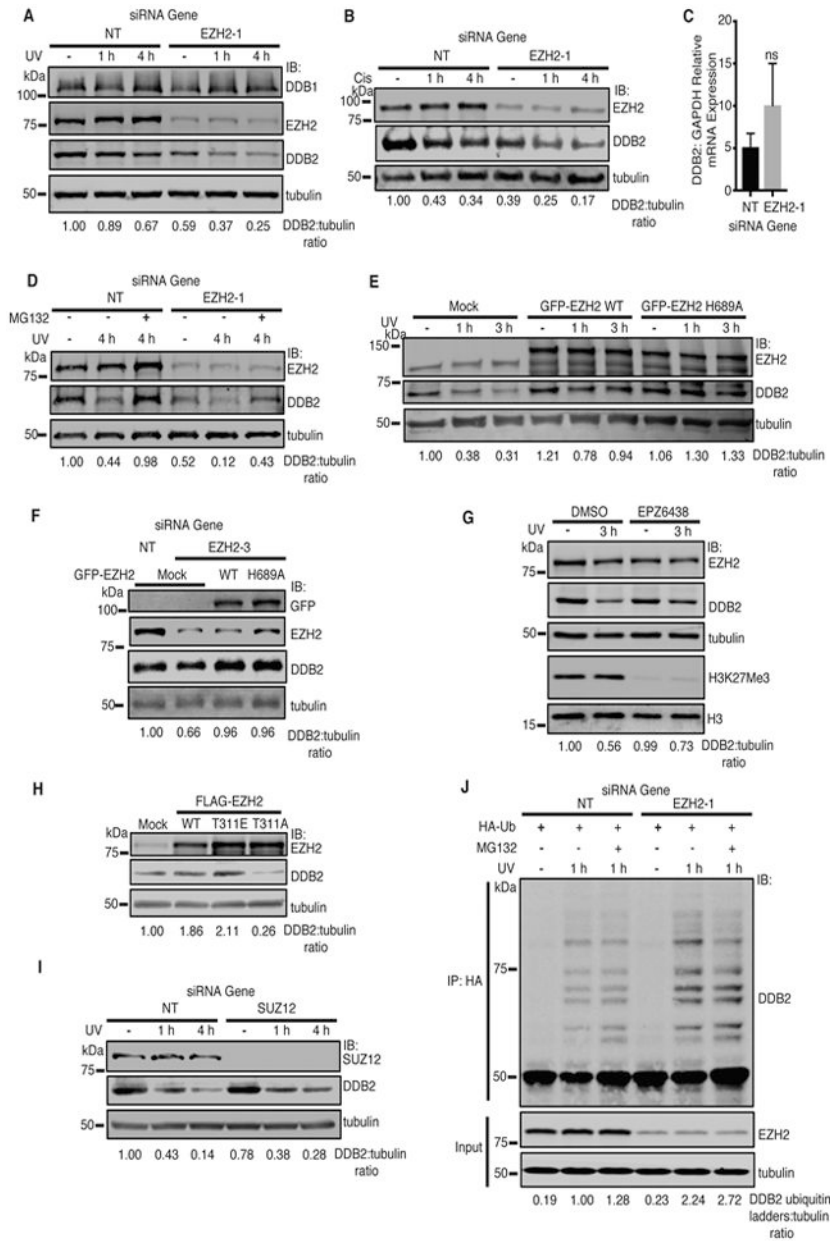 A
siRNA Gene
NT EZH2-1
UV - 1 h 4 h - 1 h 4 h
kDa IB:
100 DDB1
75 EZH2
DDB2
50 tubulin
1.00 0.89 0.67 0.59 0.37 0.25 DDB2:tubulin
ratio
B
siRNA Gene
NT EZH2-1
Cis - 1 h 4 h - 1 h 4 h
kDa IB:
100 EZH2
75
DDB2
50 tubulin
1.00 0.43 0.34 0.39 0.25 0.17 DDB2:tubulin
ratio
C
DDB2: GAPDH Relative
mRNA Expression
20
15
10
5
0
ns
NT EZH2-1
siRNA Gene
D
siRNA Gene
NT EZH2-1
MG132 - - + - - +
UV - 4 h 4 h - 4 h 4 h
kDa IB:
75 EZH2
DDB2
50 tubulin
1.00 0.44 0.98 0.52 0.12 0.43 DDB2:tubulin
ratio
E
Mock GFP-EZH2 WT GFP-EZH2 H689A
UV - 1 h 3 h - 1 h 3 h - 1 h 3 h
kDa IB:
150 EZH2
75 DDB2
50 tubulin
1.00 0.38 0.31 1.21 0.78 0.94 1.06 1.30 1.33 DDB2:tubulin
ratio
F
siRNA Gene
NT EZH2-3
GFP-EZH2 Mock WT H689A
kDa IB:
100 GFP
EZH2
75
DDB2
50 tubulin
1.00 0.66 0.96 0.96 DDB2:tubulin
ratio
G
DMSO EPZ6438
UV - 3 h - 3 h
kDa IB:
75 EZH2
DDB2
50 tubulin
H3K27Me3
15 H3
1.00 0.56 0.99 0.73 DDB2:tubulin
ratio
H
FLAG-EZH2
Mock WT T311E T311A
kDa IB:
EZH2
75
DDB2
50 tubulin
1.00 1.86 2.11 0.26 DDB2:tubulin
ratio
I
siRNA Gene
NT SUZ12
UV - 1 h 4 h - 1 h 4 h
kDa IB:
SUZ12
75
DDB2
50 tubulin
1.00 0.43 0.14 0.78 0.38 0.28 DDB2:tubulin
ratio
J
siRNA Gene
NT EZH2-1
HA-Ub + + + + + +
MG132 - - + - - +
UV - 1 h 1 h - 1 h 1 h
kDa IB:
IP: HA
75
DDB2
50
Input
75 EZH2
50 tubulin
0.19 1.00 1.28 0.23 2.24 2.72 DDB2 ubiquitin
ladders:tubulin
ratio